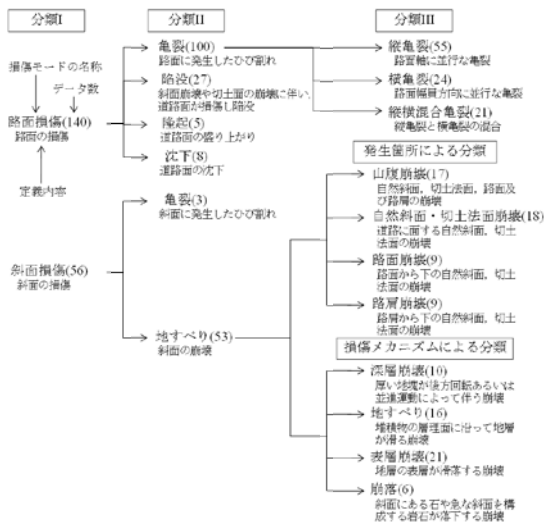 分類I
分類II
分類III
損傷モードの名称
データ数
路面損傷(140)
路面の損傷
定義内容
斜面損傷(56)
斜面の損傷
亀裂(100)
路面に発生したひび割れ
陥没(27)
斜面崩壊や切土面の崩壊に伴い,
道路面が損傷し陥没
隆起(5)
道路面の盛り上がり
沈下(8)
道路面の沈下
亀裂(3)
斜面に発生したひび割れ
地すべり(53)
斜面の崩壊
縦亀裂(55)
路面軸に並行な亀裂
横亀裂(24)
路面幅員方向に並行な亀裂
縦横混合亀裂(21)
縦亀裂と横亀裂の混合
発生箇所による分類
山腹崩壊(17)
自然斜面, 切土法面, 路面及
び路肩の崩壊
自然斜面・切土法面崩壊(18)
道路に面する自然斜面, 切土
法面の崩壊
路面崩壊(9)
路面から下の自然斜面, 切土
法面の崩壊
路肩崩壊(9)
路肩から下の自然斜面, 切土
法面の崩壊
損傷メカニズムによる分類
深層崩壊(10)
厚い地塊が後方回転あるいは
並進運動によって伴う崩壊
地すべり(16)
堆積物の層理面に沿って地層
が滑る崩壊
表層崩壊(21)
地層の表層が滑落する崩壊
崩落(6)
斜面にある石や急な斜面を構
成する岩石が落下する崩壊